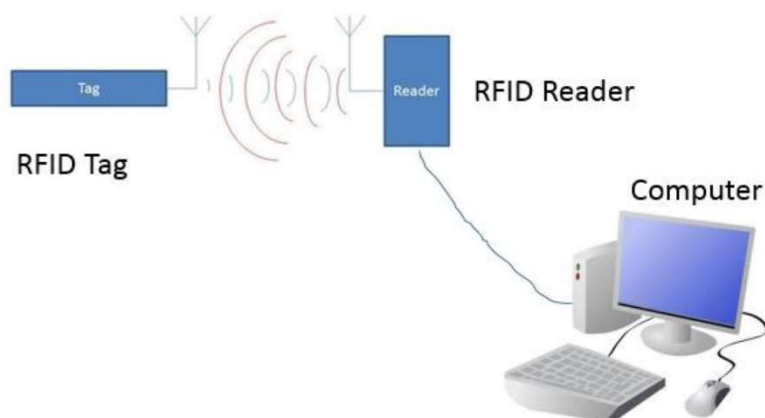 Tag
Reader
RFID Reader
RFID Tag
Computer